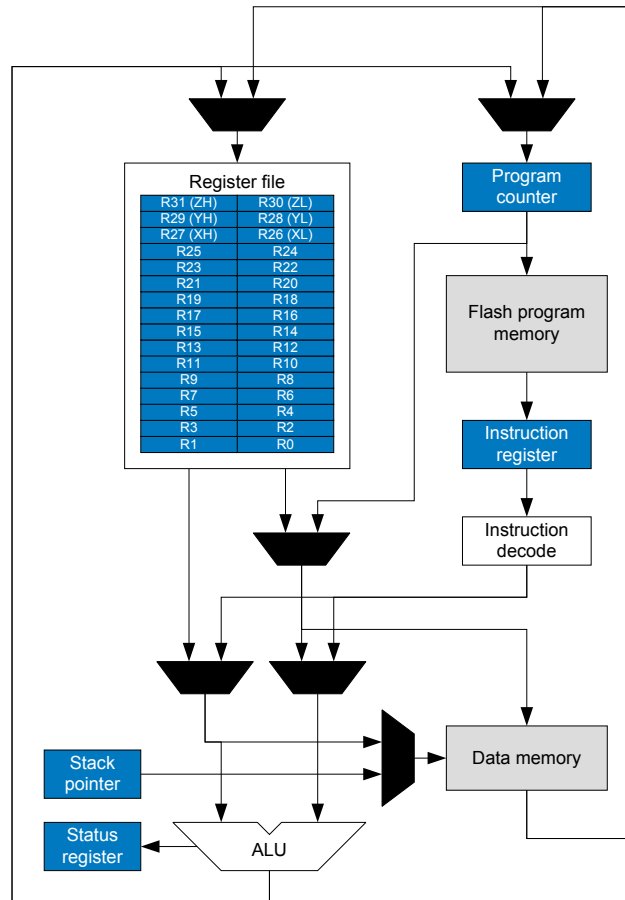 Register file
R31 (ZH) R30 (ZL)
R29 (YH) R28 (YL)
R27 (XH) R26 (XL)
R25 R24
R23 R22
R21 R20
R19 R18
R17 R16
R15 R14
R13 R12
R11 R10
R9 R8
R7 R6
R5 R4
R3 R2
R1 R0
Program
counter
Flash program
memory
Instruction
register
Instruction
decode
Stack
pointer
Data memory
Status
register
ALU